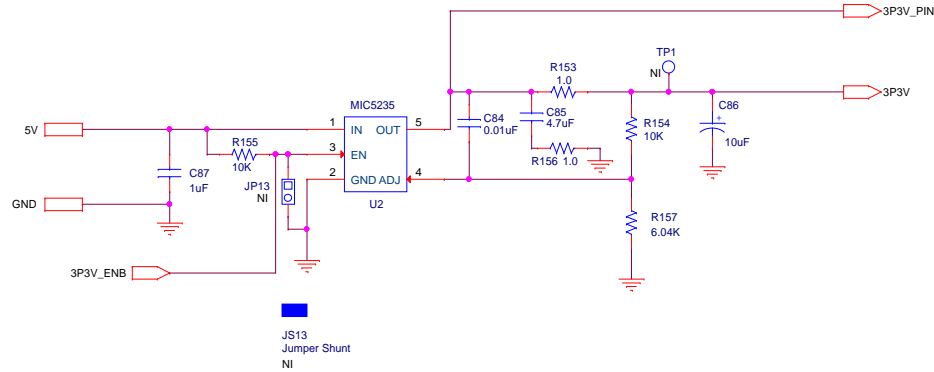 3P3V_PIN
TP1
NI
R153
1.0
3P3V
MIC5235
C84
0.01uF
C85
4.7uF
R154
10K
C86
+
10uF
5V
1
IN
OUT
5
R155
10K
3
EN
R156 1.0
C87
1uF
2
GND
ADJ
4
JP13
NI
GND
U2
R157
6.04K
3P3V_ENB
JS13
Jumper Shunt
NI